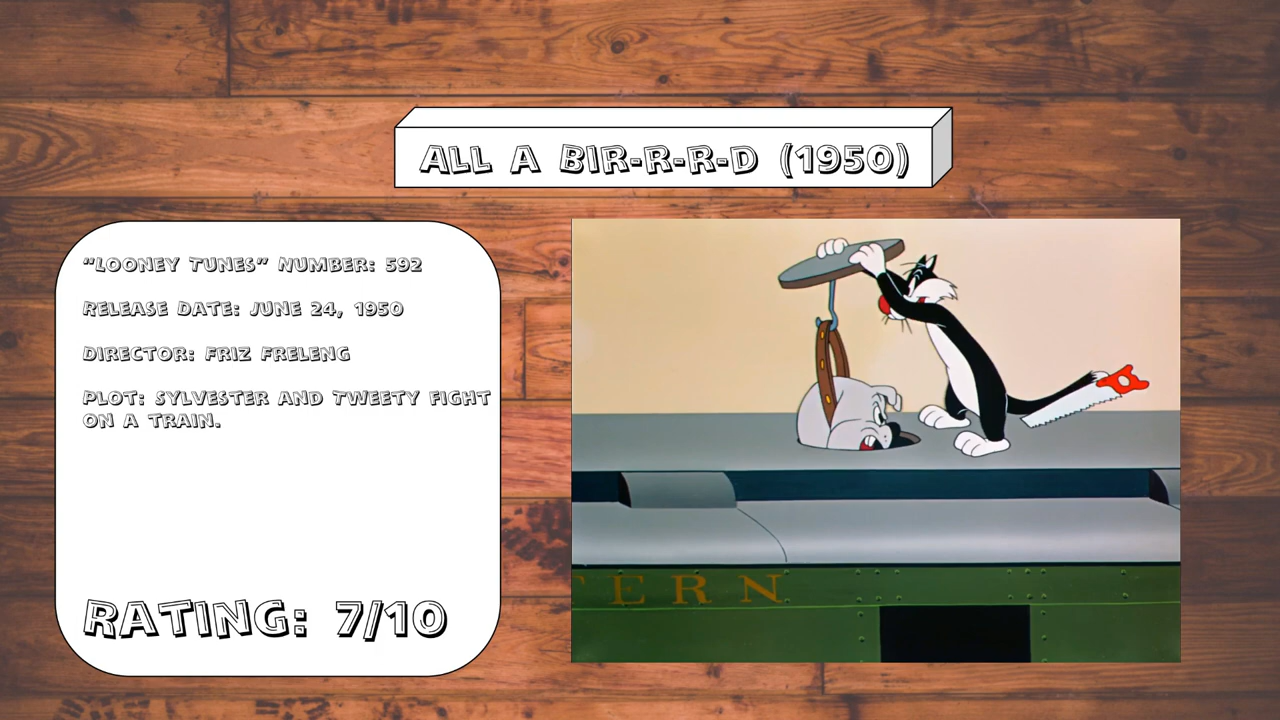 ALL A BIR-R-R-D (1950)
"LOONEY TUNES" NUMBER: 592
RELEASE DATE: JUNE 24, 1950
DIRECTOR: FRIZ FRELENG
PLOT: SYLVESTER AND TWEETY FIGHT
ON A TRAIN.
RATING: 7/10
TERN